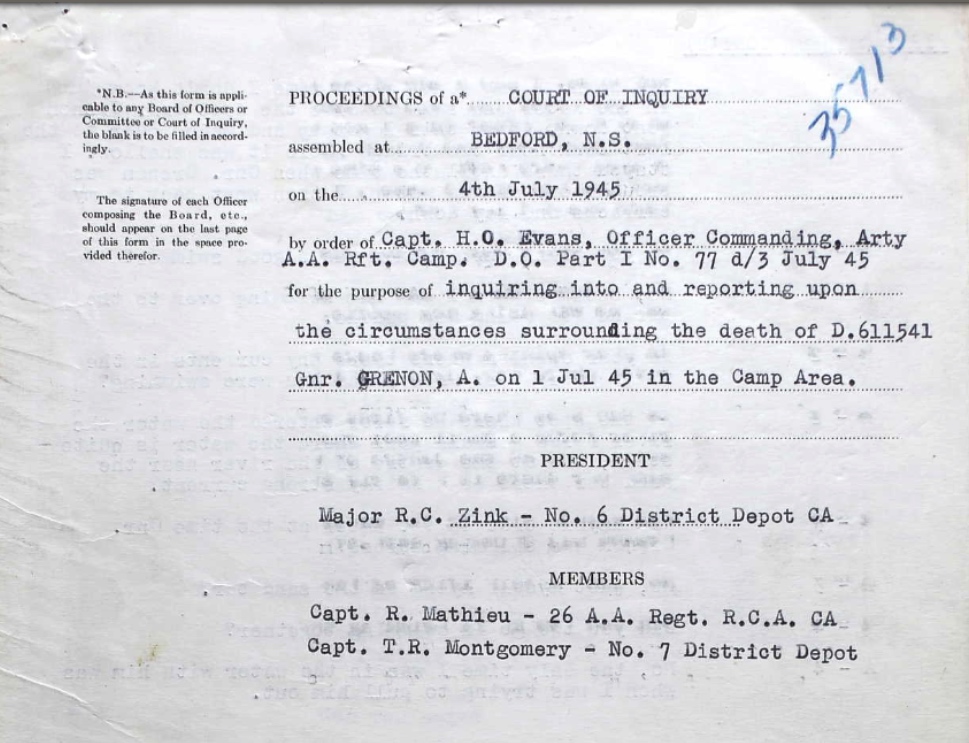 35713
*N.B.—As this form is appli-
cable to any Board of Officers or
Committee or Court of Inquiry,
the blank is to be filled in accord-
ingly.
The signature of each Officer
composing the Board, etc.,
should appear on the last page
of this form in the space pro-
vided therefor.
PROCEEDINGS of a* COURT OF INQUIRY
assembled at BEDFORD, N.S.
on the 4th July 1945
by order of Capt. H.O. Evans, Officer Commanding, Arty
A.A. Rft. Camp. D.O. Part I No. 77 d/3 July 45
for the purpose of inquiring into and reporting upon
the circumstances surrounding the death of D.611541
Gnr. GRENON, A. on 1 Jul 45 in the Camp Area.
PRESIDENT
Major R.C. Zink - No. 6 District Depot CA
MEMBERS
Capt. R. Mathieu - 26 A.A. Regt. R.C.A. CA
Capt. T.R. Montgomery - No. 7 District Depot